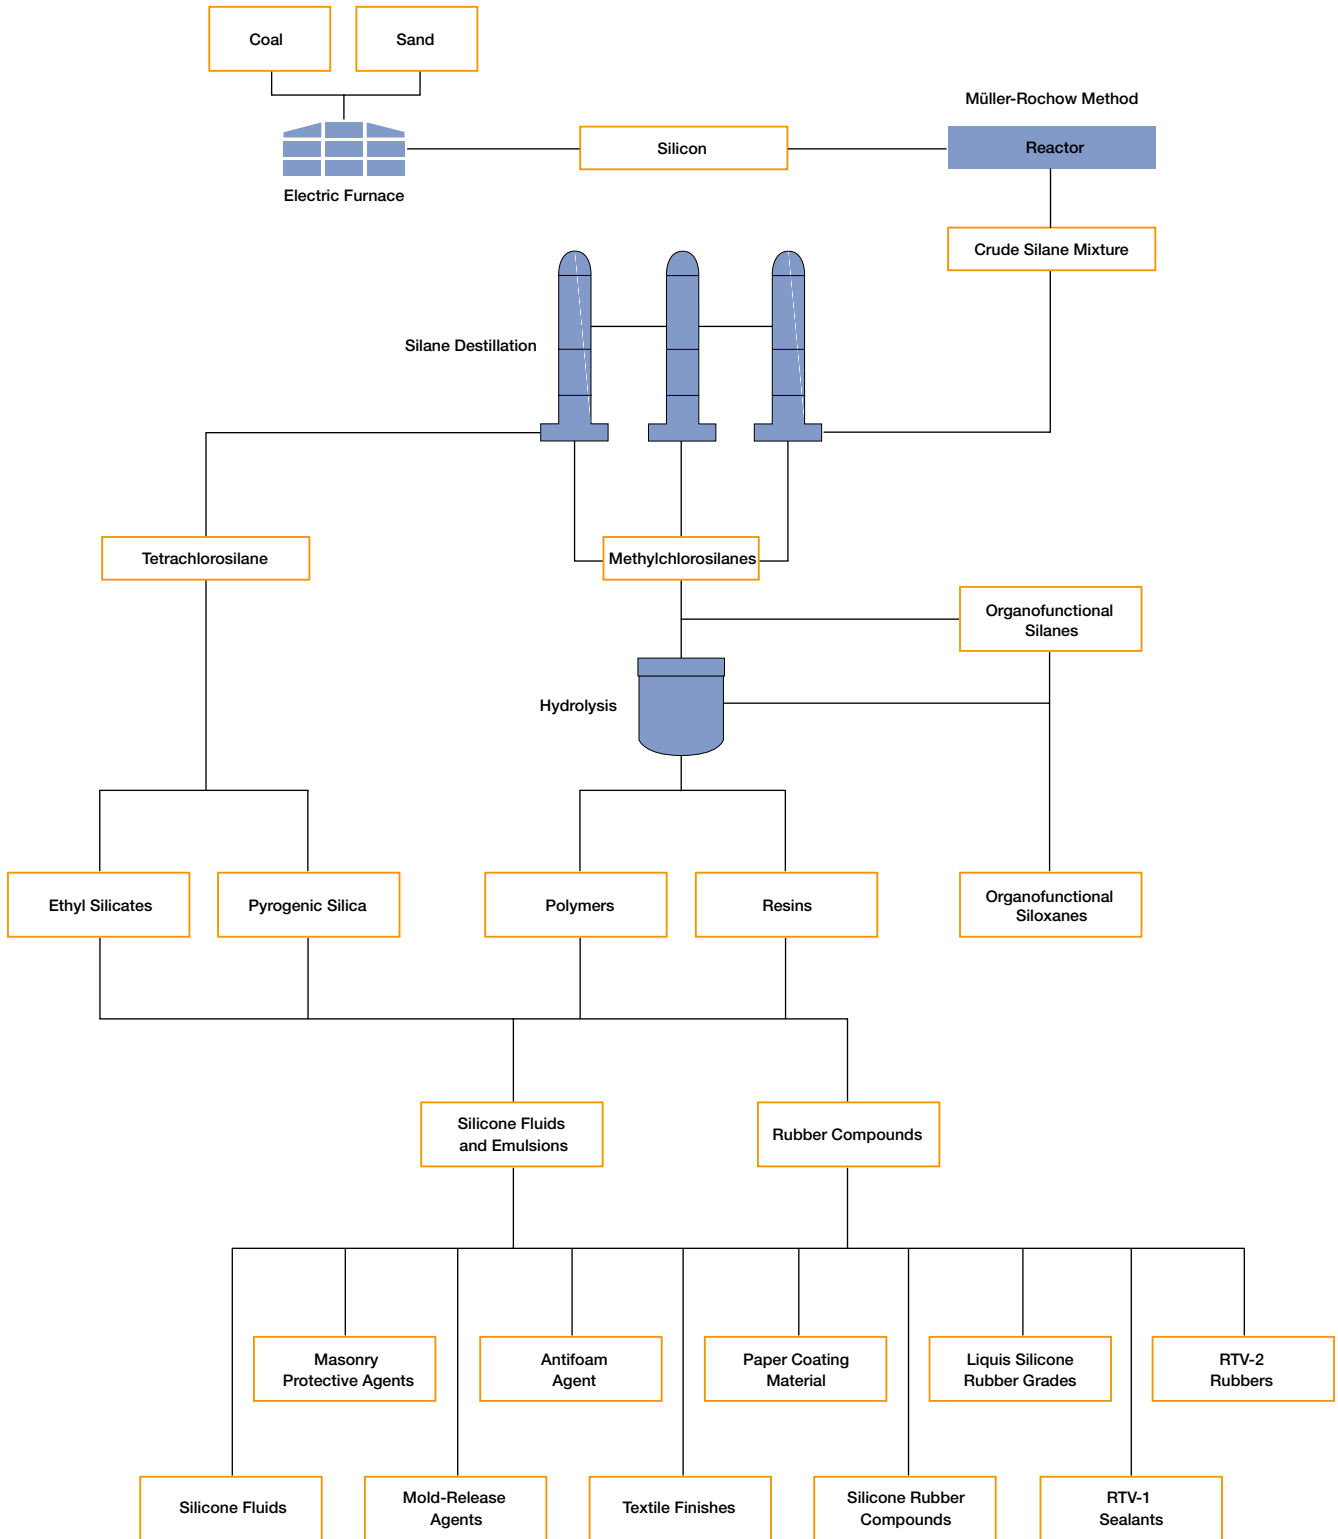 Coal
Sand
Müller-Rochow Method
Silicon
Reactor
Electric Furnace
Crude Silane Mixture
Silane Destillation
Tetrachlorosilane
Methylchlorosilanes
Organofunctional
Silanes
Hydrolysis
Ethyl Silicates
Pyrogenic Silica
Polymers
Resins
Organofunctional
Siloxanes
Silicone Fluids
and Emulsions
Rubber Compounds
Masonry
Protective Agents
Antifoam
Agent
Paper Coating
Material
Liquis Silicone
Rubber Grades
RTV-2
Rubbers
Silicone Fluids
Mold-Release
Agents
Textile Finishes
Silicone Rubber
Compounds
RTV-1
Sealants